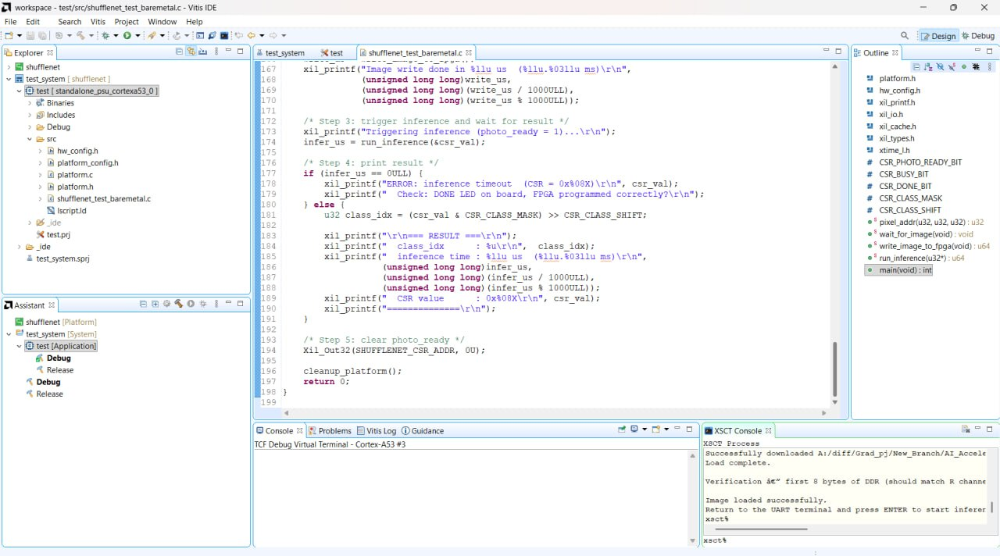 workspace - test/src/shufflenet_test_baremetal.c - Vitis IDE
File Edit Search Vitis Project Window Help
Design Debug
Explorer
shufflenet
test_system [ shufflenet ]
test [ standalone_psu_cortexa53_0 ]
Binaries
Includes
Debug
src
hw_config.h
platform_config.h
platform.c
platform.h
shufflenet_test_baremetal.c
lscript.ld
_ide
test.prj
_ide
test_system.sprj
Assistant
shufflenet [Platform]
test_system [System]
test [Application]
Debug
Release
Debug
Release
test_system test shufflenet_test_baremetal.c
167 xil_printf("Image write done in %llu us  (%llu.%03llu ms)\r\n",
168 (unsigned long long)write_us,
169 (unsigned long long)(write_us / 1000ULL),
170 (unsigned long long)(write_us % 1000ULL));
171
172 /* Step 3: trigger inference and wait for result */
173 xil_printf("Triggering inference (photo_ready = 1)...\r\n");
174 infer_us = run_inference(&csr_val);
175
176 /* Step 4: print result */
177 if (infer_us == 0ULL) {
178 xil_printf("ERROR: inference timeout  (CSR = 0x%08X)\r\n", csr_val);
179 xil_printf("  Check: DONE LED on board, FPGA programmed correctly?\r\n");
180 } else {
181 u32 class_idx = (csr_val & CSR_CLASS_MASK) >> CSR_CLASS_SHIFT;
182
183 xil_printf("\r\n=== RESULT ===\r\n");
184 xil_printf("  class_idx      : %u\r\n",  class_idx);
185 xil_printf("  inference time : %llu us  (%llu.%03llu ms)\r\n",
186 (unsigned long long)infer_us,
187 (unsigned long long)(infer_us / 1000ULL),
188 (unsigned long long)(infer_us % 1000ULL));
189 xil_printf("  CSR value      : 0x%08X\r\n", csr_val);
190 xil_printf("==============\r\n");
191 }
192
193 /* Step 5: clear photo_ready */
194 Xil_Out32(SHUFFLENET_CSR_ADDR, 0U);
195
196 cleanup_platform();
197 return 0;
198 }
199
Outline
platform.h
hw_config.h
xil_printf.h
xil_io.h
xil_cache.h
xil_types.h
xtime_l.h
CSR_PHOTO_READY_BIT
CSR_BUSY_BIT
CSR_DONE_BIT
CSR_CLASS_MASK
CSR_CLASS_SHIFT
pixel_addr(u32, u32, u32) : u32
wait_for_image(void) : void
write_image_to_fpga(void) : u64
run_inference(u32*) : u64
main(void) : int
Console Problems Vitis Log Guidance
TCF Debug Virtual Terminal - Cortex-A53 #3
XSCT Console
XSCT Process
Successfully downloaded A:/diff/Grad_pj/New_Branch/AI_Accele
Load complete.
Verification â€” first 8 bytes of DDR (should match R channe
Image loaded successfully.
Return to the UART terminal and press ENTER to start inferen
xsct%
xsct%